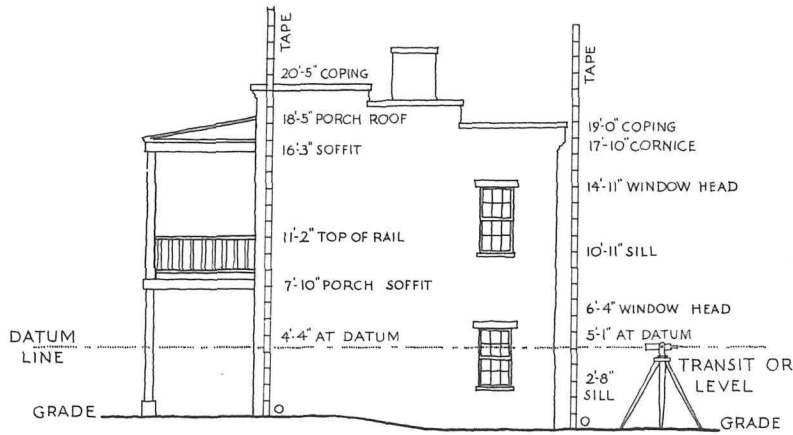 TAPE
TAPE
20'-5" COPING
18'-5" PORCH ROOF
16'-3" SOFFIT
11'-2" TOP OF RAIL
7'-10" PORCH SOFFIT
4'-4" AT DATUM
19'-0" COPING
17'-10" CORNICE
14'-11" WINDOW HEAD
10'-11" SILL
6'-4" WINDOW HEAD
5'-1" AT DATUM
2'-8"
SILL
DATUM
LINE
TRANSIT OR
LEVEL
GRADE
0
0
GRADE